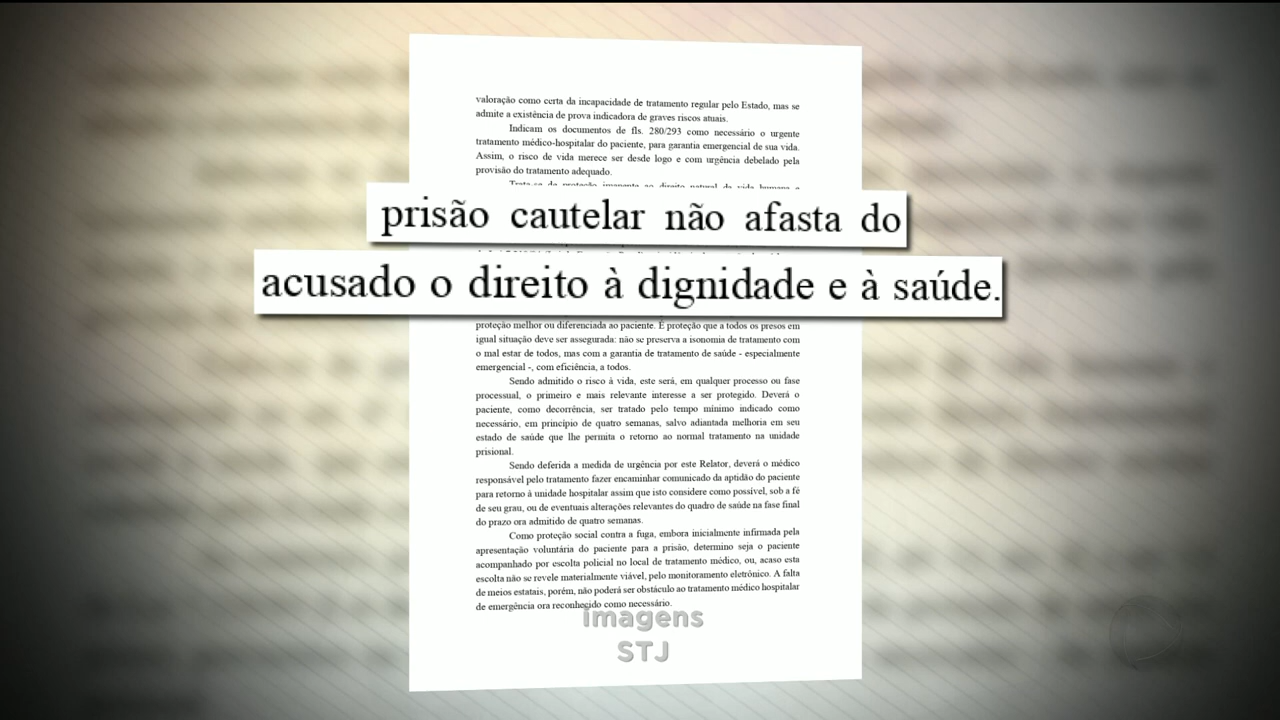 valoração como certa da incapacidade de tratamento regular pelo Estado, mas se
admite a existência de prova indicadora de graves riscos atuais.
Indicam os documentos de fls. 280/293 como necessário o urgente
tratamento médico-hospitalar do paciente, para garantia emergencial de sua vida.
Assim, o risco de vida merece ser desde logo e com urgência debelado pela
provisão do tratamento adequado.
Trata-se da proteção imanente ao direito natural da vida humana e
prisão cautelar não afasta do
acusado o direito à dignidade e à saúde.
proteção melhor ou diferenciada ao paciente. É proteção que a todos os presos em
igual situação deve ser assegurada: não se preserva a isonomia de tratamento com
o mal estar de todos, mas com a garantia de tratamento de saúde - especialmente
emergencial -, com eficiência, a todos.
Sendo admitido o risco à vida, este será, em qualquer processo ou fase
processual, o primeiro e mais relevante interesse a ser protegido. Deverá o
paciente, como decorrência, ser tratado pelo tempo mínimo indicado como
necessário, em princípio de quatro semanas, salvo adiantada melhoria em seu
estado de saúde que lhe permita o retorno ao normal tratamento na unidade
prisional.
Sendo deferida a medida de urgência por este Relator, deverá o médico
responsável pelo tratamento fazer encaminhar comunicado da aptidão do paciente
para retorno à unidade hospitalar assim que isto considere como possível, sob a fé
de seu grau, ou de eventuais alterações relevantes do quadro de saúde na fase final
do prazo ora admitido de quatro semanas.
Como proteção social contra a fuga, embora inicialmente infirmada pela
apresentação voluntária do paciente para a prisão, determino seja o paciente
acompanhado por escolta policial no local de tratamento médico, ou, acaso esta
escolta não se revele materialmente viável, pelo monitoramento eletrônico. A falta
de meios estatais, porém, não poderá ser obstáculo ao tratamento médico hospitalar
de emergência ora reconhecido como necessário.
imagens
STJ